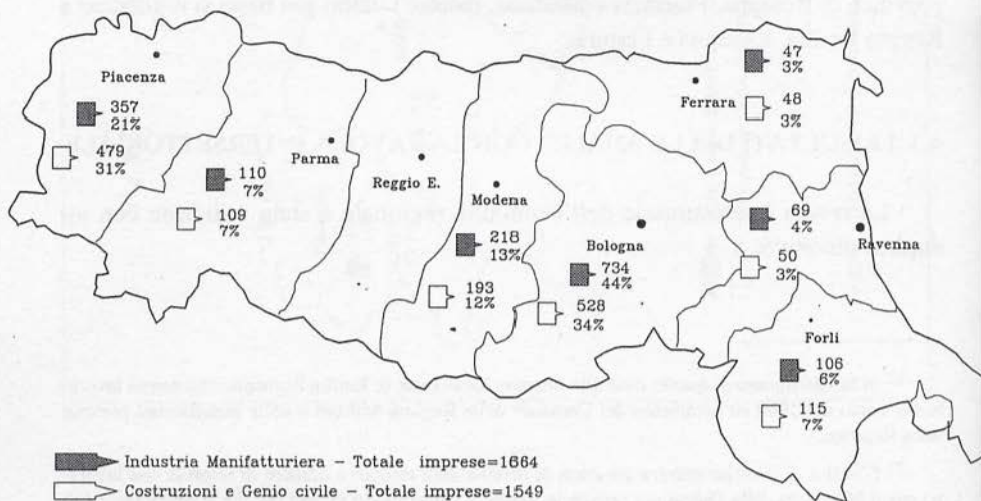 Piacenza
357
21%
479
31%
Parma
110
7%
109
7%
Reggio E.
Modena
218
13%
193
12%
Bologna
734
44%
528
34%
Ferrara
47
3%
48
3%
69
4%
Ravenna
50
3%
Forli
106
6%
115
7%
Industria Manifatturiera – Totale imprese=1664
Costruzioni e Genio civile – Totale imprese=1549